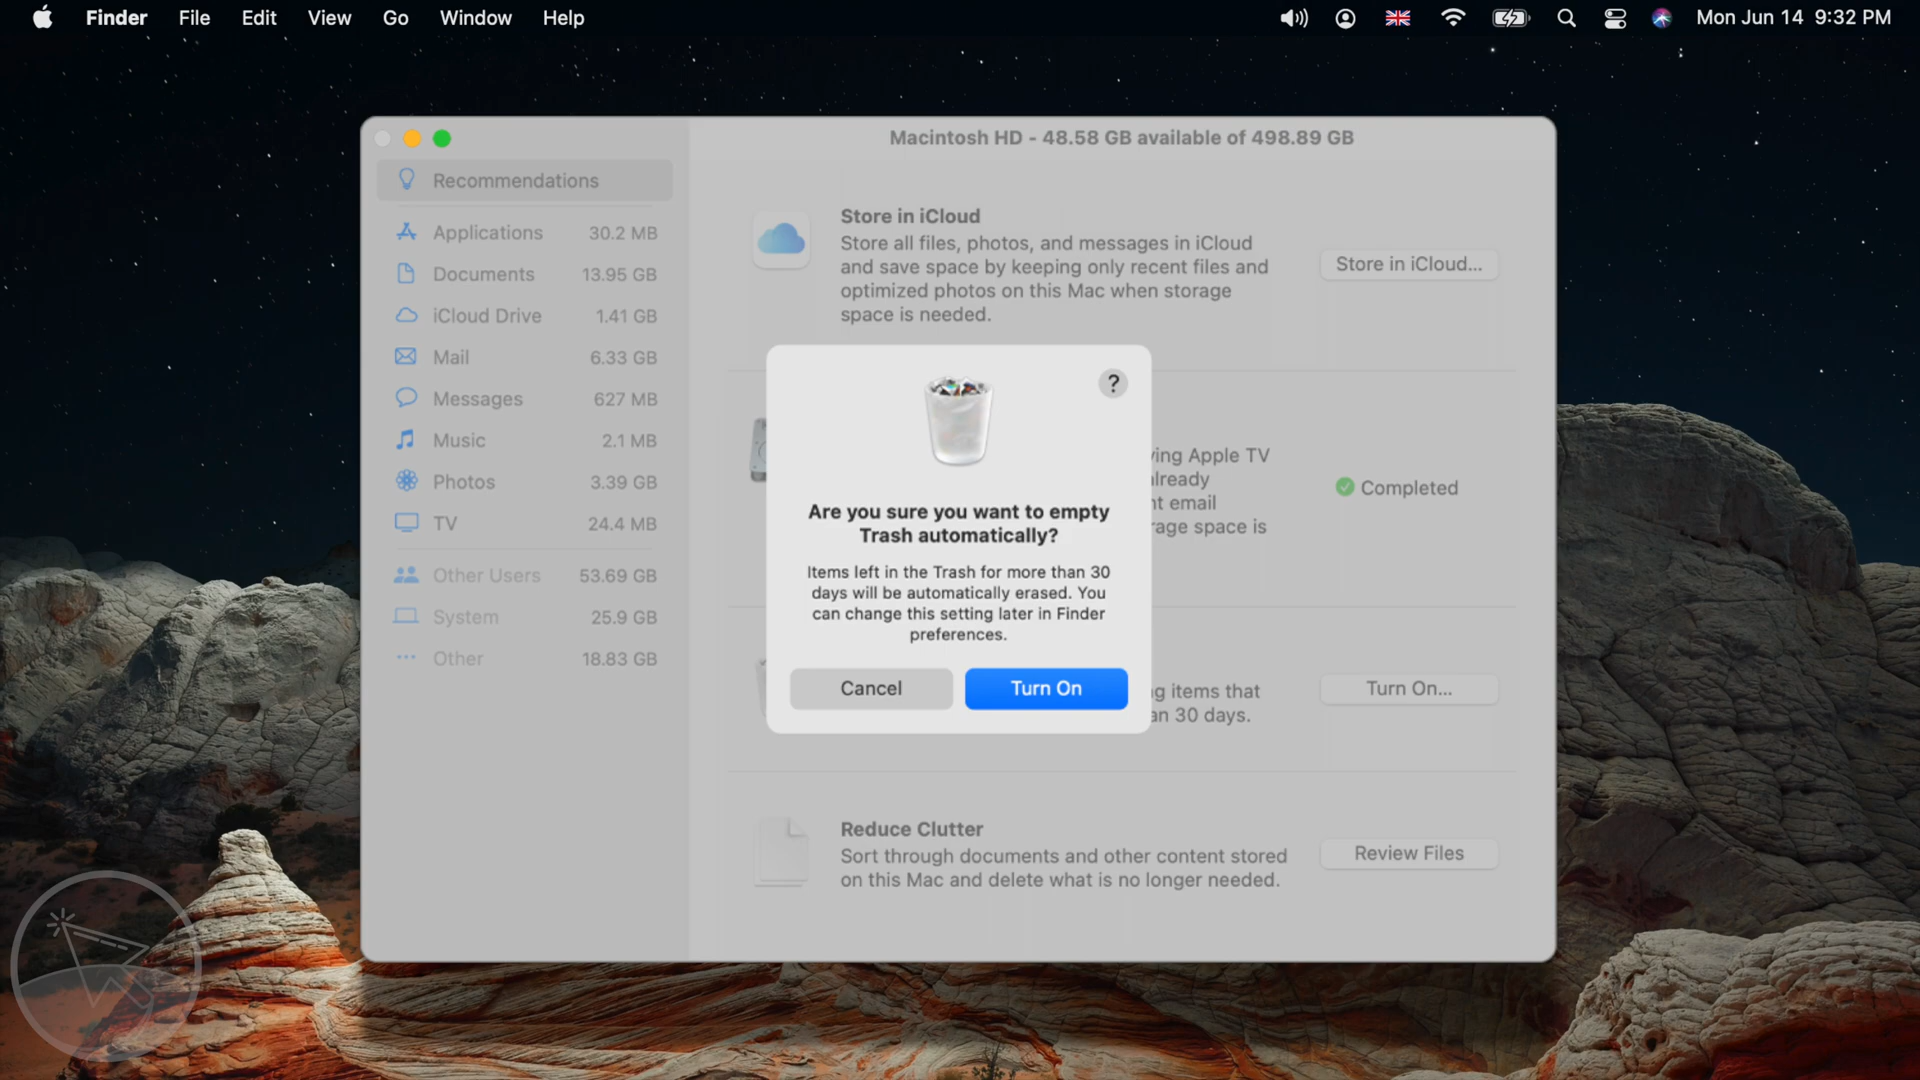 Finder File Edit View Go Window Help Mon Jun 14 9:32 PM
Macintosh HD - 48.58 GB available of 498.89 GB
Recommendations
Applications 30.2 MB
Documents 13.95 GB
iCloud Drive 1.41 GB
Mail 6.33 GB
Messages 627 MB
Music 2.1 MB
Photos 3.39 GB
TV 24.4 MB
Other Users 53.69 GB
System 25.9 GB
Other 18.83 GB
Store in iCloud
Store all files, photos, and messages in iCloud
and save space by keeping only recent files and
optimized photos on this Mac when storage
space is needed.
Store in iCloud...
Apple TV
email
space is
Completed
?
Are you sure you want to empty
Trash automatically?
Items left in the Trash for more than 30
days will be automatically erased. You
can change this setting later in Finder
preferences.
Cancel
Turn On
items that
30 days.
Turn On...
Reduce Clutter
Sort through documents and other content stored
on this Mac and delete what is no longer needed.
Review Files